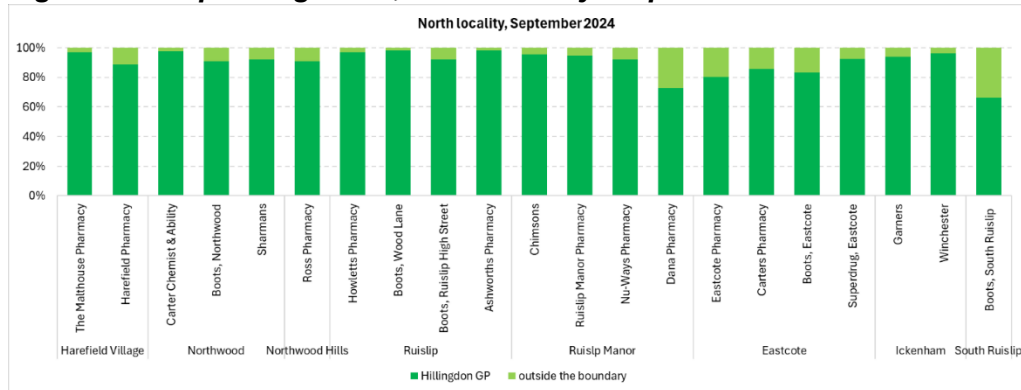 North locality, September 2024
100%
80%
60%
40%
20%
0%
The Malthouse Pharmacy
Harefield Pharmacy
Carter Chemist & Ability
Boots, Northwood
Sharmans
Ross Pharmacy
Howletts Pharmacy
Boots, Wood Lane
Boots, Ruislip High Street
Ashworths Pharmacy
Chimsons
Ruislip Manor Pharmacy
Nu-Ways Pharmacy
Dana Pharmacy
Eastcote Pharmacy
Carters Pharmacy
Boots, Eastcote
Superdrug, Eastcote
Garners
Winchester
Boots, South Ruislip
Harefield Village
Northwood
Northwood Hills
Ruislip
Ruislp Manor
Eastcote
Ickenham
South Ruislip
Hillingdon GP
outside the boundary